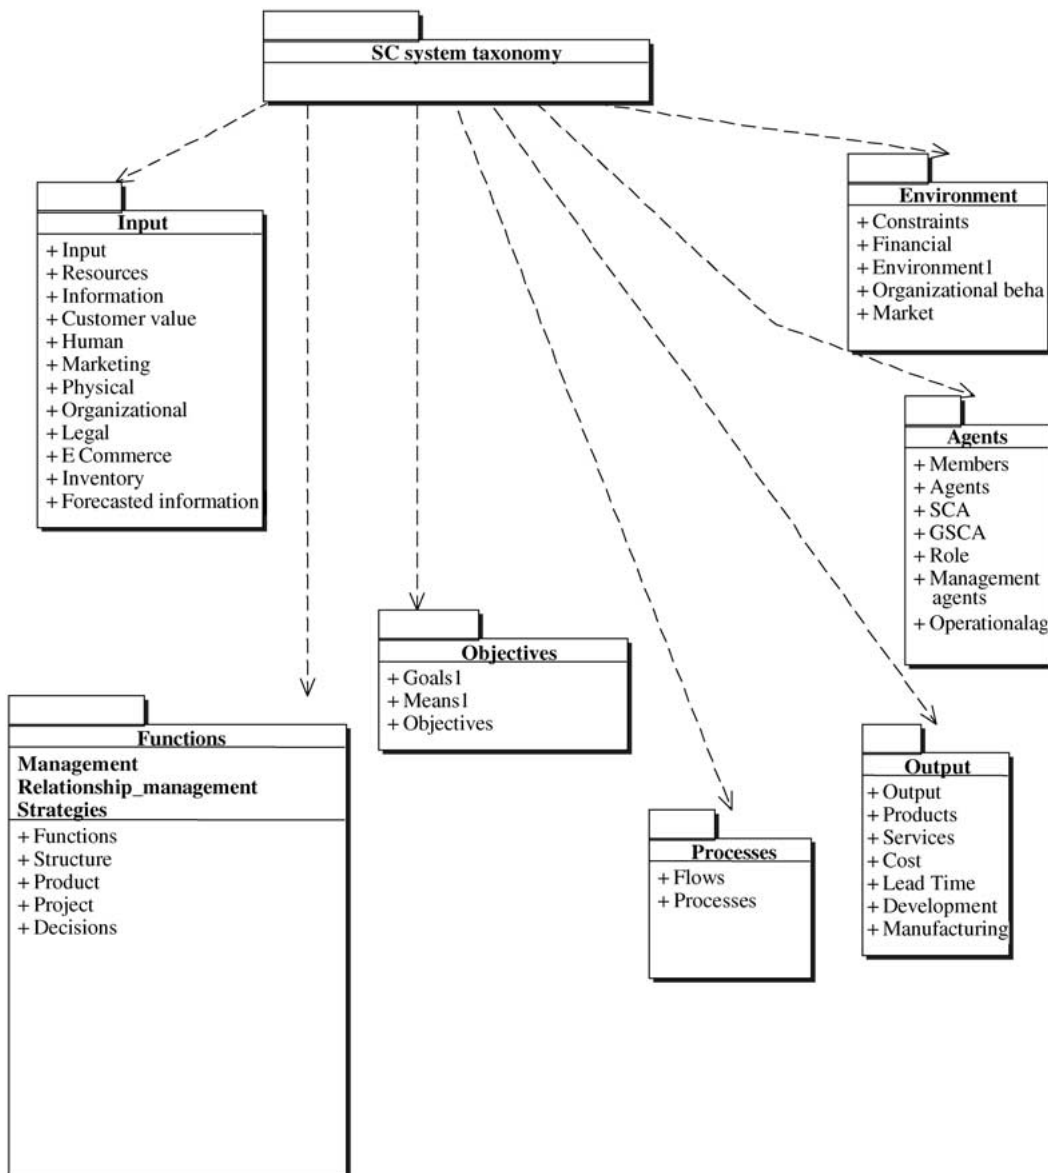 SC system taxonomy
Input
+ Input
+ Resources
+ Information
+ Customer value
+ Human
+ Marketing
+ Physical
+ Organizational
+ Legal
+ E Commerce
+ Inventory
+ Forecasted information
Environment
+ Constraints
+ Financial
+ Environment1
+ Organizational beha
+ Market
Agents
+ Members
+ Agents
+ SCA
+ GSCA
+ Role
+ Management
agents
+ Operationalag
Objectives
+ Goals1
+ Means1
+ Objectives
Functions
Management
Relationship_management
Strategies
+ Functions
+ Structure
+ Product
+ Project
+ Decisions
Processes
+ Flows
+ Processes
Output
+ Output
+ Products
+ Services
+ Cost
+ Lead Time
+ Development
+ Manufacturing